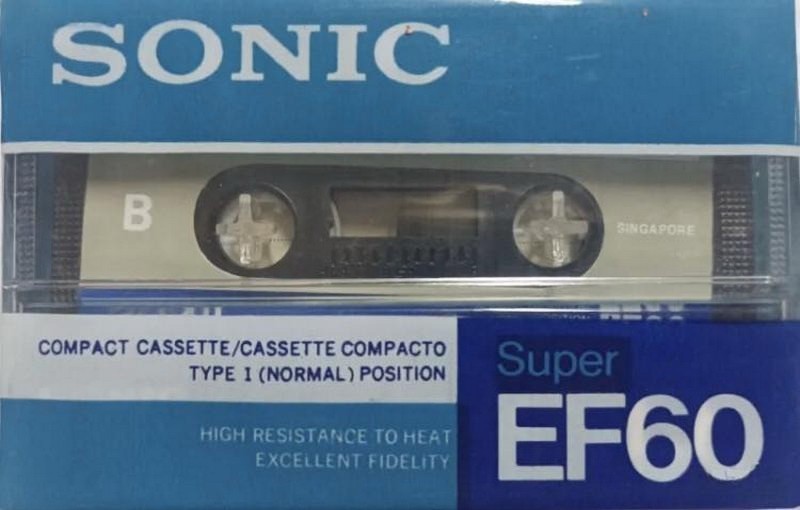 SONIC
B
SINGAPORE
COMPACT CASSETTE/CASSETTE COMPACTO
TYPE I (NORMAL) POSITION
HIGH RESISTANCE TO HEAT
EXCELLENT FIDELITY
Super
EF60